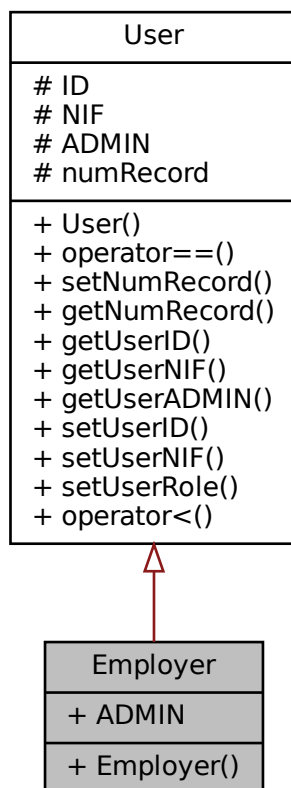 User
# ID
# NIF
# ADMIN
# numRecord
+ User()
+ operator==()
+ setNumRecord()
+ getNumRecord()
+ getUserID()
+ getUserNIF()
+ getUserADMIN()
+ setUserID()
+ setUserNIF()
+ setUserRole()
+ operator<()
Employer
+ ADMIN
+ Employer()